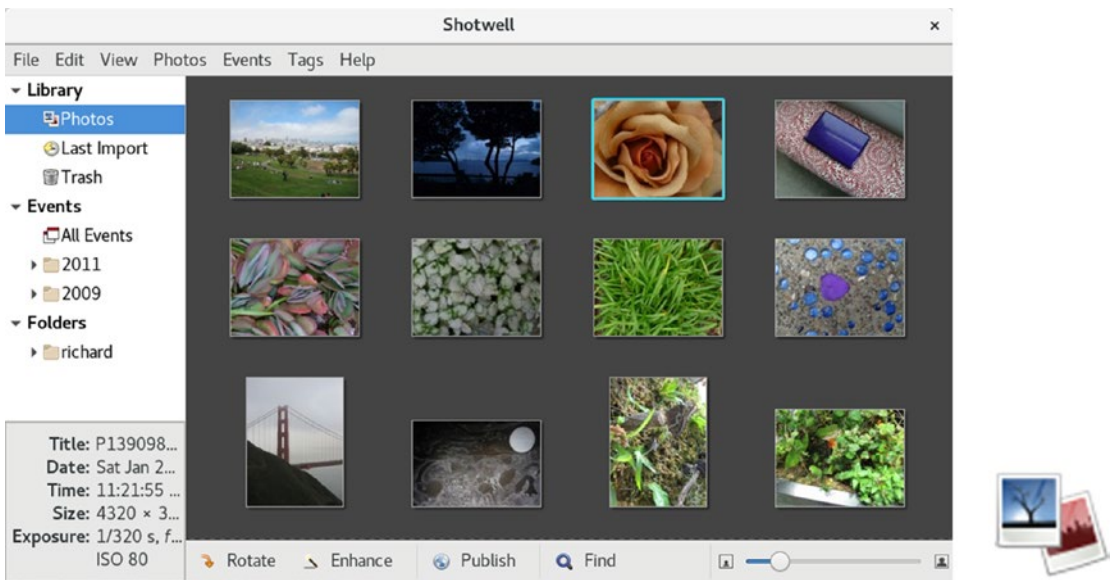 Shotwell
File Edit View Photos Events Tags Help
Library
Photos
Last Import
Trash
Events
All Events
2011
2009
Folders
richard
Title: P139098...
Date: Sat Jan 2...
Time: 11:21:55 ...
Size: 4320 × 3...
Exposure: 1/320 s, f...
ISO 80
Rotate Enhance Publish Find